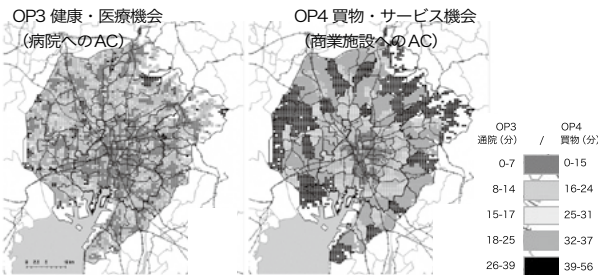 OP3 健康・医療機会
（病院へのAC）
OP4 買物・サービス機会
（商業施設へのAC）
OP3 / OP4
通院（分） 買物（分）
0-7 0-15
8-14 16-24
15-17 25-31
18-25 32-37
26-39 39-56